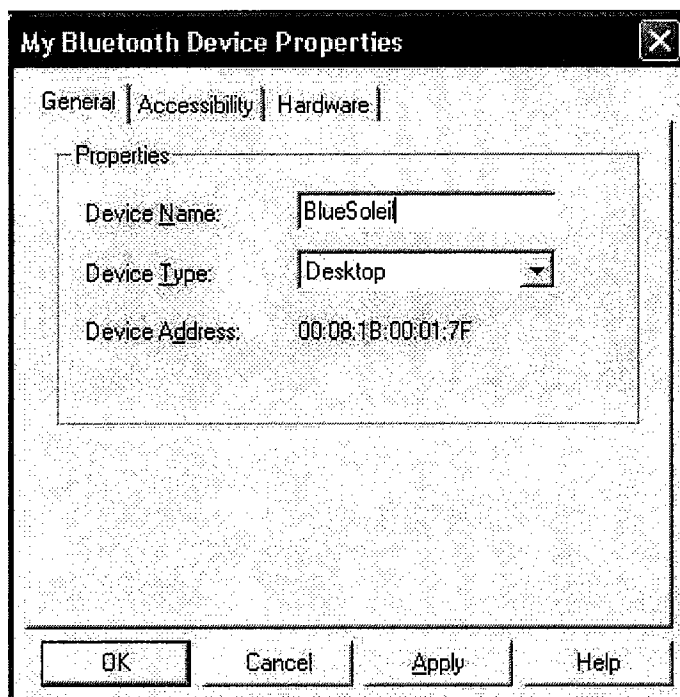 My Bluetooth Device Properties
General Accessibility Hardware
Properties
Device Name: BlueSoleil
Device Type: Desktop
Device Address: 00:08:1B:00:01:7F
OK Cancel Apply Help